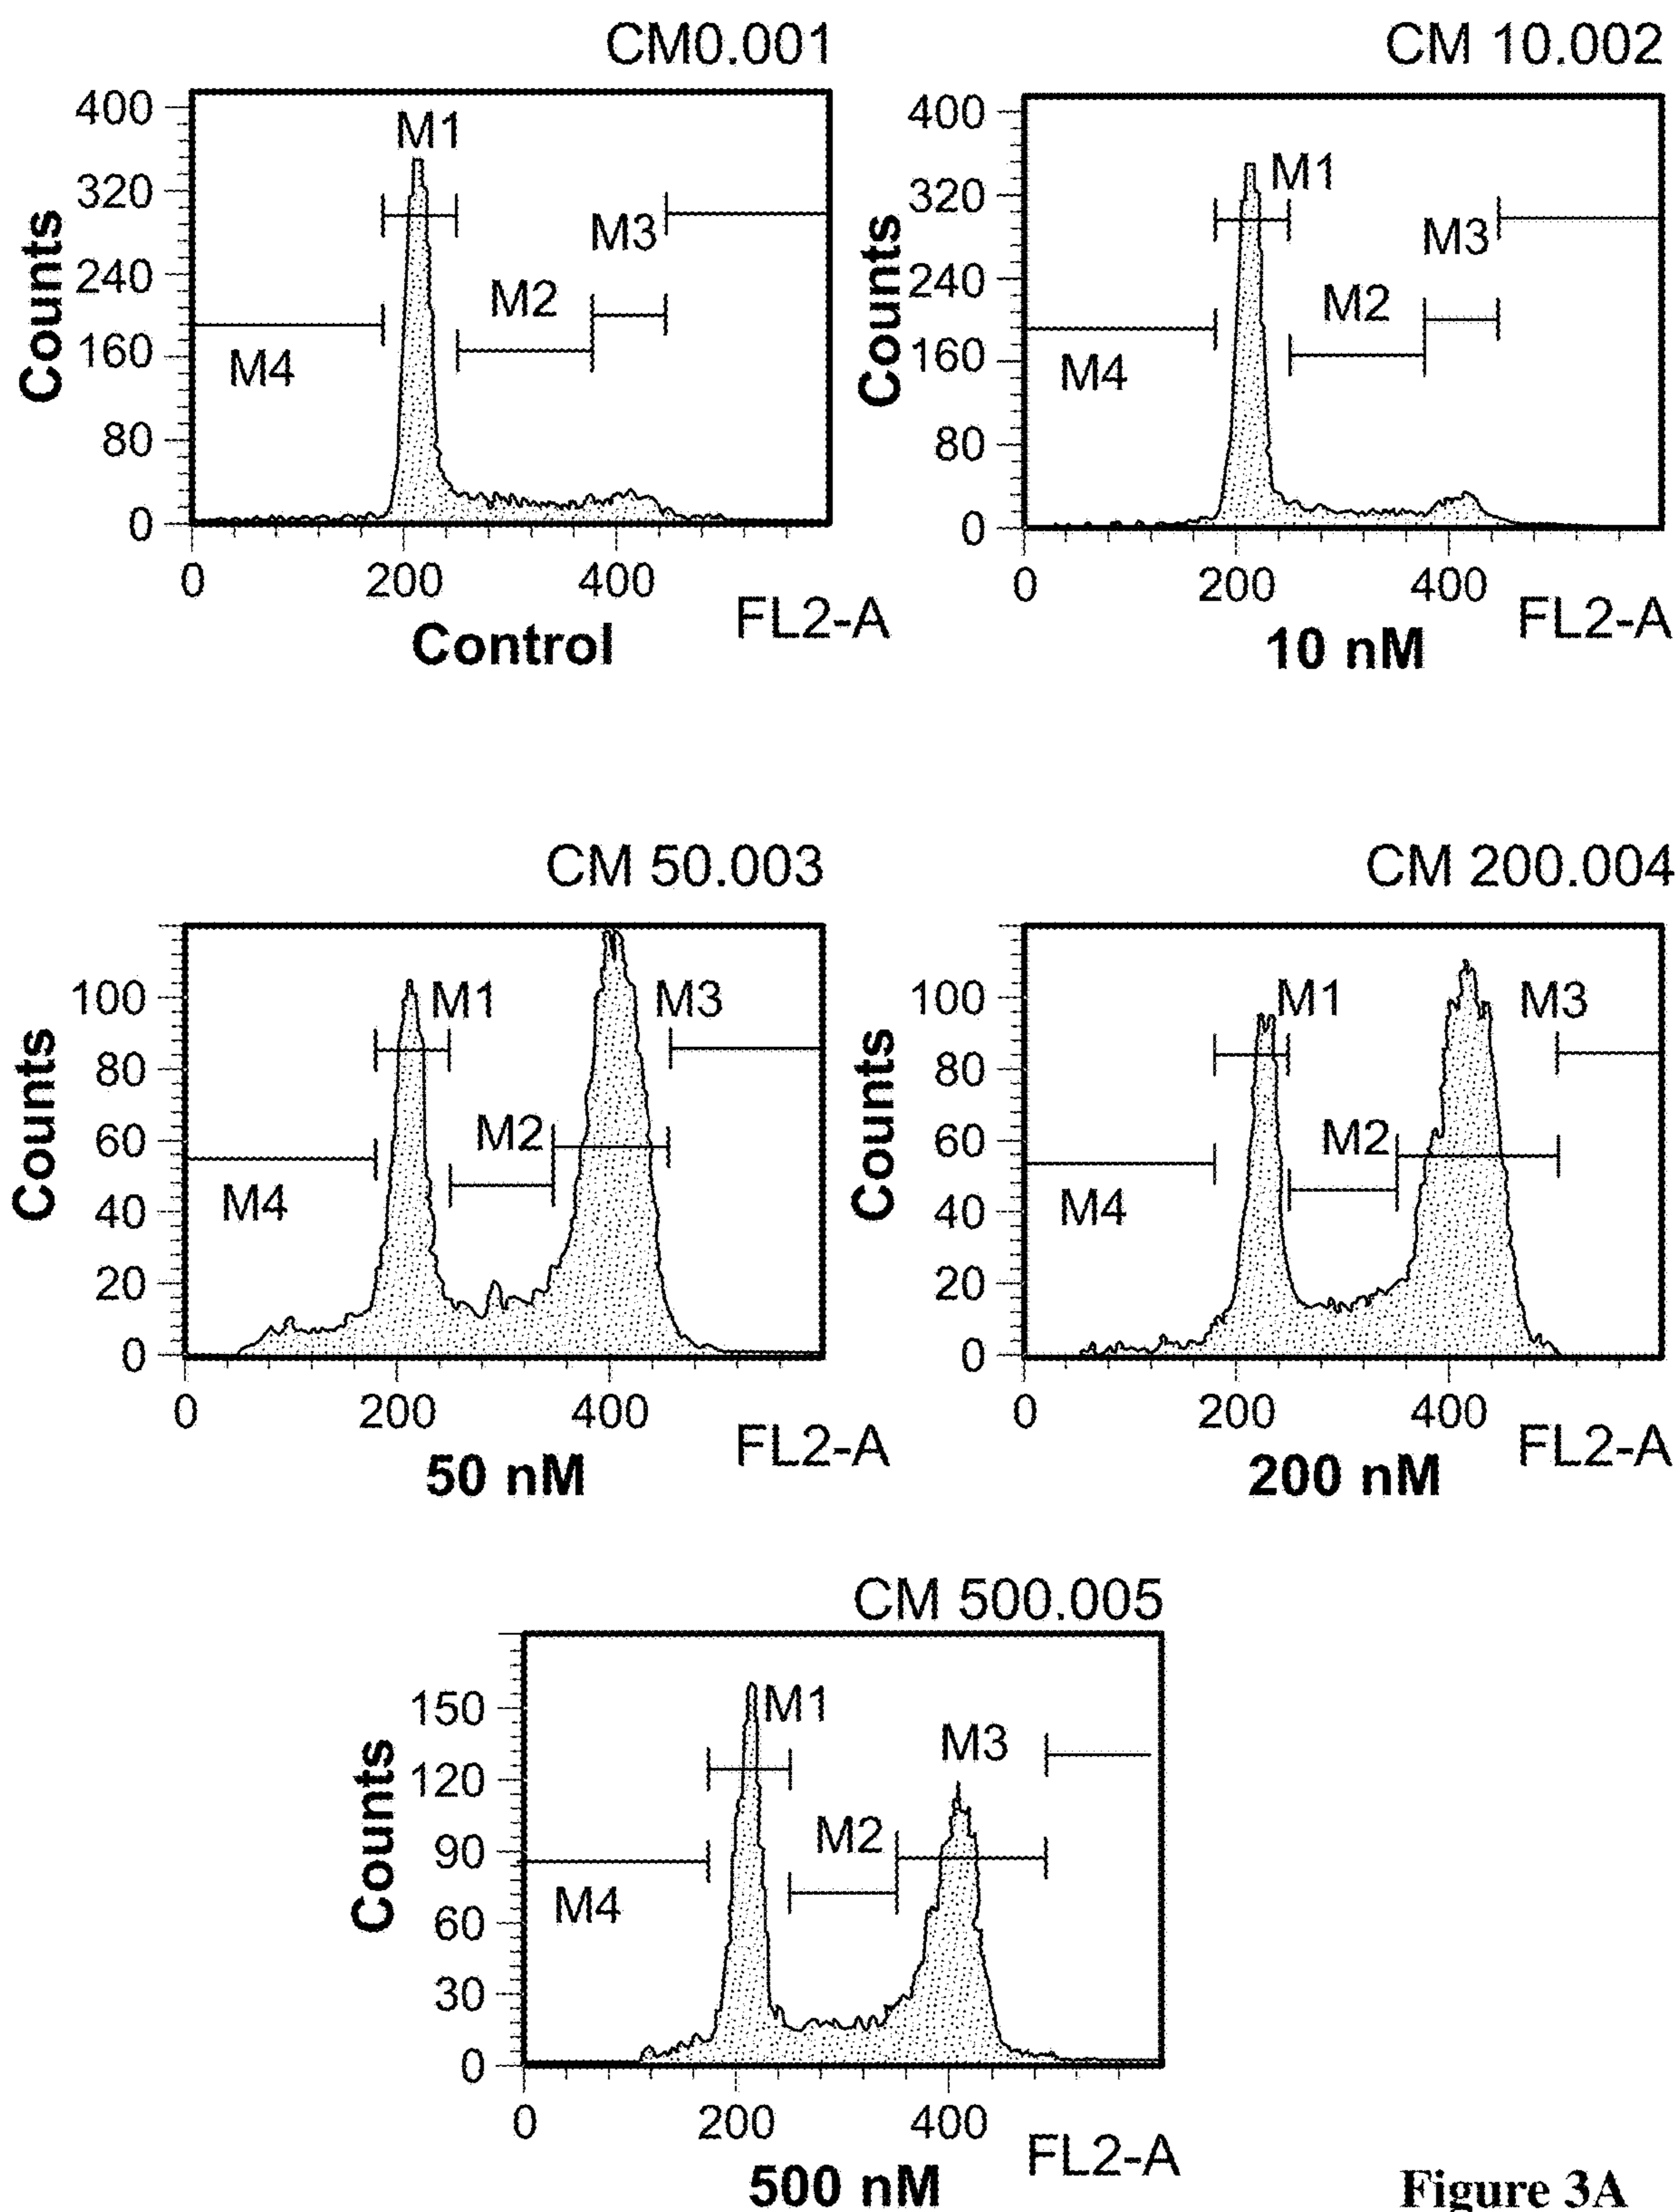 CM0.001
Counts
400
320
240
160
80
0
M1
M2
M3
M4
0 200 400
FL2-A
Control
CM 10.002
Counts
400
320
240
160
80
0
M1
M2
M3
M4
0 200 400
FL2-A
10 nM
CM 50.003
Counts
100
80
60
40
20
0
M1
M2
M3
M4
0 200 400
FL2-A
50 nM
CM 200.004
Counts
100
80
60
40
20
0
M1
M2
M3
M4
0 200 400
FL2-A
200 nM
CM 500.005
Counts
150
120
90
60
30
0
M1
M2
M3
M4
0 200 400
FL2-A
500 nM
Figure 3A